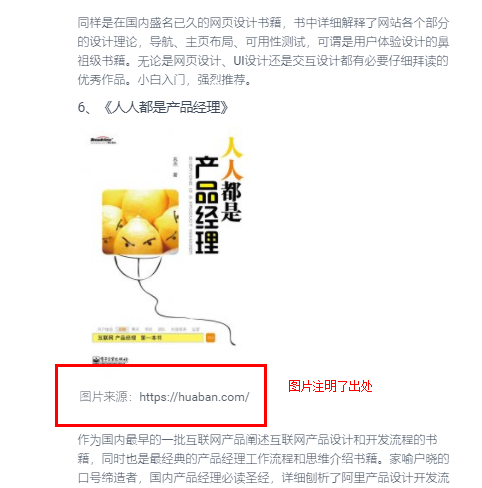 同样是在国内盛名已久的网页设计书籍，书中详细解释了网站各个部分
的设计理论，导航、主页布局、可用性测试，可谓是用户体验设计的鼻
祖级书籍。无论是网页设计、UI设计还是交互设计都有必要仔细拜读的
优秀作品。小白入门，强烈推荐。
6、《人人都是产品经理》
人人都是
产品经理
苏杰 著
互联网产品经理 第一本书
电子工业出版社
图片来源：https://huaban.com/
图片注明了出处
作为国内最早的一批互联网产品阐述互联网产品设计和开发流程的书
籍，同时也是最经典的产品经理工作流程和思维介绍书籍。家喻户晓的
口号缔造者，国内产品经理必读圣经，详细刨析了阿里产品设计开发流